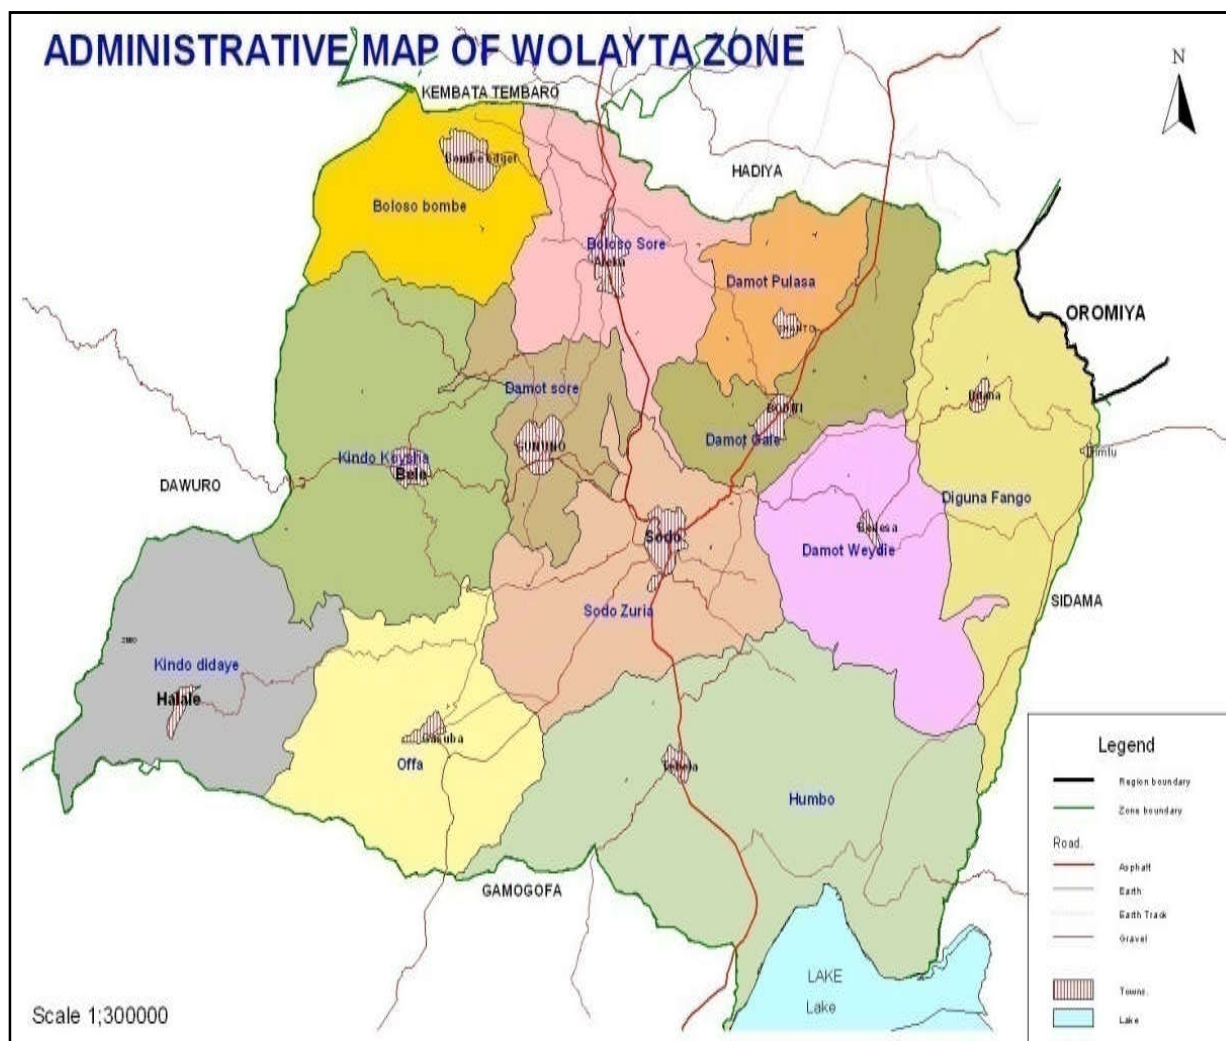 ADMINISTRATIVE MAP OF WOLAYTA ZONE
N
KEMBATA TEMBARO
HADIYA
Bombe edget
Boloso bombe
Boloso Sore
Damot Pulasa
OROMIYA
Damot sore
BODITI
Damot Gale
GUNUNO
Kindo Koysha
Bele
DAWURO
Diguna Fango
Bedesa
Damot Weydie
Sodo
SIDAMA
Sodo Zuria
Kindo didaye
Halale
Gasuba
Offa
Tebela
Humbo
GAMOGOFA
LAKE
Lake
Scale 1;300000
Legend
Region boundary
Zone boundary
Road.
Asphalt
Earth
Earth Track
Gravel
Towns.
Lake